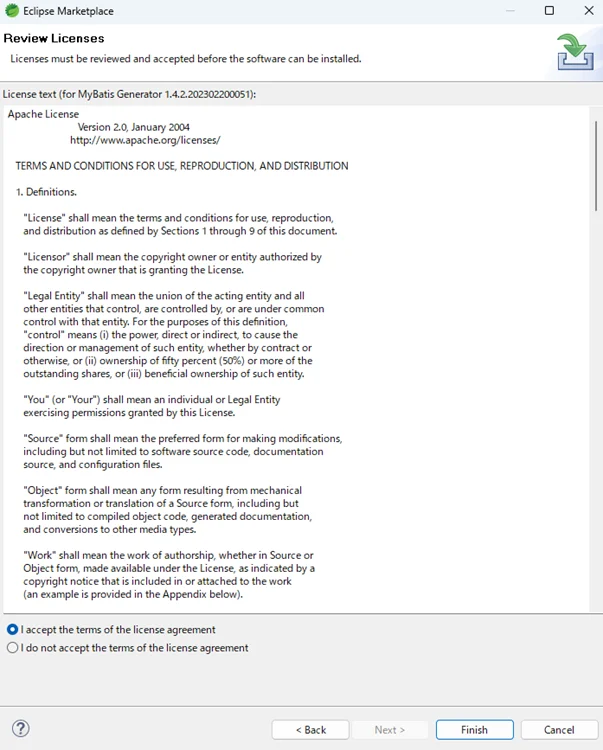 Eclipse Marketplace
Review Licenses
Licenses must be reviewed and accepted before the software can be installed.
License text (for MyBatis Generator 1.4.2.202302200051):
Apache License
Version 2.0, January 2004
http://www.apache.org/licenses/
TERMS AND CONDITIONS FOR USE, REPRODUCTION, AND DISTRIBUTION
1. Definitions.
"License" shall mean the terms and conditions for use, reproduction,
and distribution as defined by Sections 1 through 9 of this document.
"Licensor" shall mean the copyright owner or entity authorized by
the copyright owner that is granting the License.
"Legal Entity" shall mean the union of the acting entity and all
other entities that control, are controlled by, or are under common
control with that entity. For the purposes of this definition,
"control" means (i) the power, direct or indirect, to cause the
direction or management of such entity, whether by contract or
otherwise, or (ii) ownership of fifty percent (50%) or more of the
outstanding shares, or (iii) beneficial ownership of such entity.
"You" (or "Your") shall mean an individual or Legal Entity
exercising permissions granted by this License.
"Source" form shall mean the preferred form for making modifications,
including but not limited to software source code, documentation
source, and configuration files.
"Object" form shall mean any form resulting from mechanical
transformation or translation of a Source form, including but
not limited to compiled object code, generated documentation,
and conversions to other media types.
"Work" shall mean the work of authorship, whether in Source or
Object form, made available under the License, as indicated by a
copyright notice that is included in or attached to the work
(an example is provided in the Appendix below).
I accept the terms of the license agreement
I do not accept the terms of the license agreement
?
< Back
Next >
Finish
Cancel